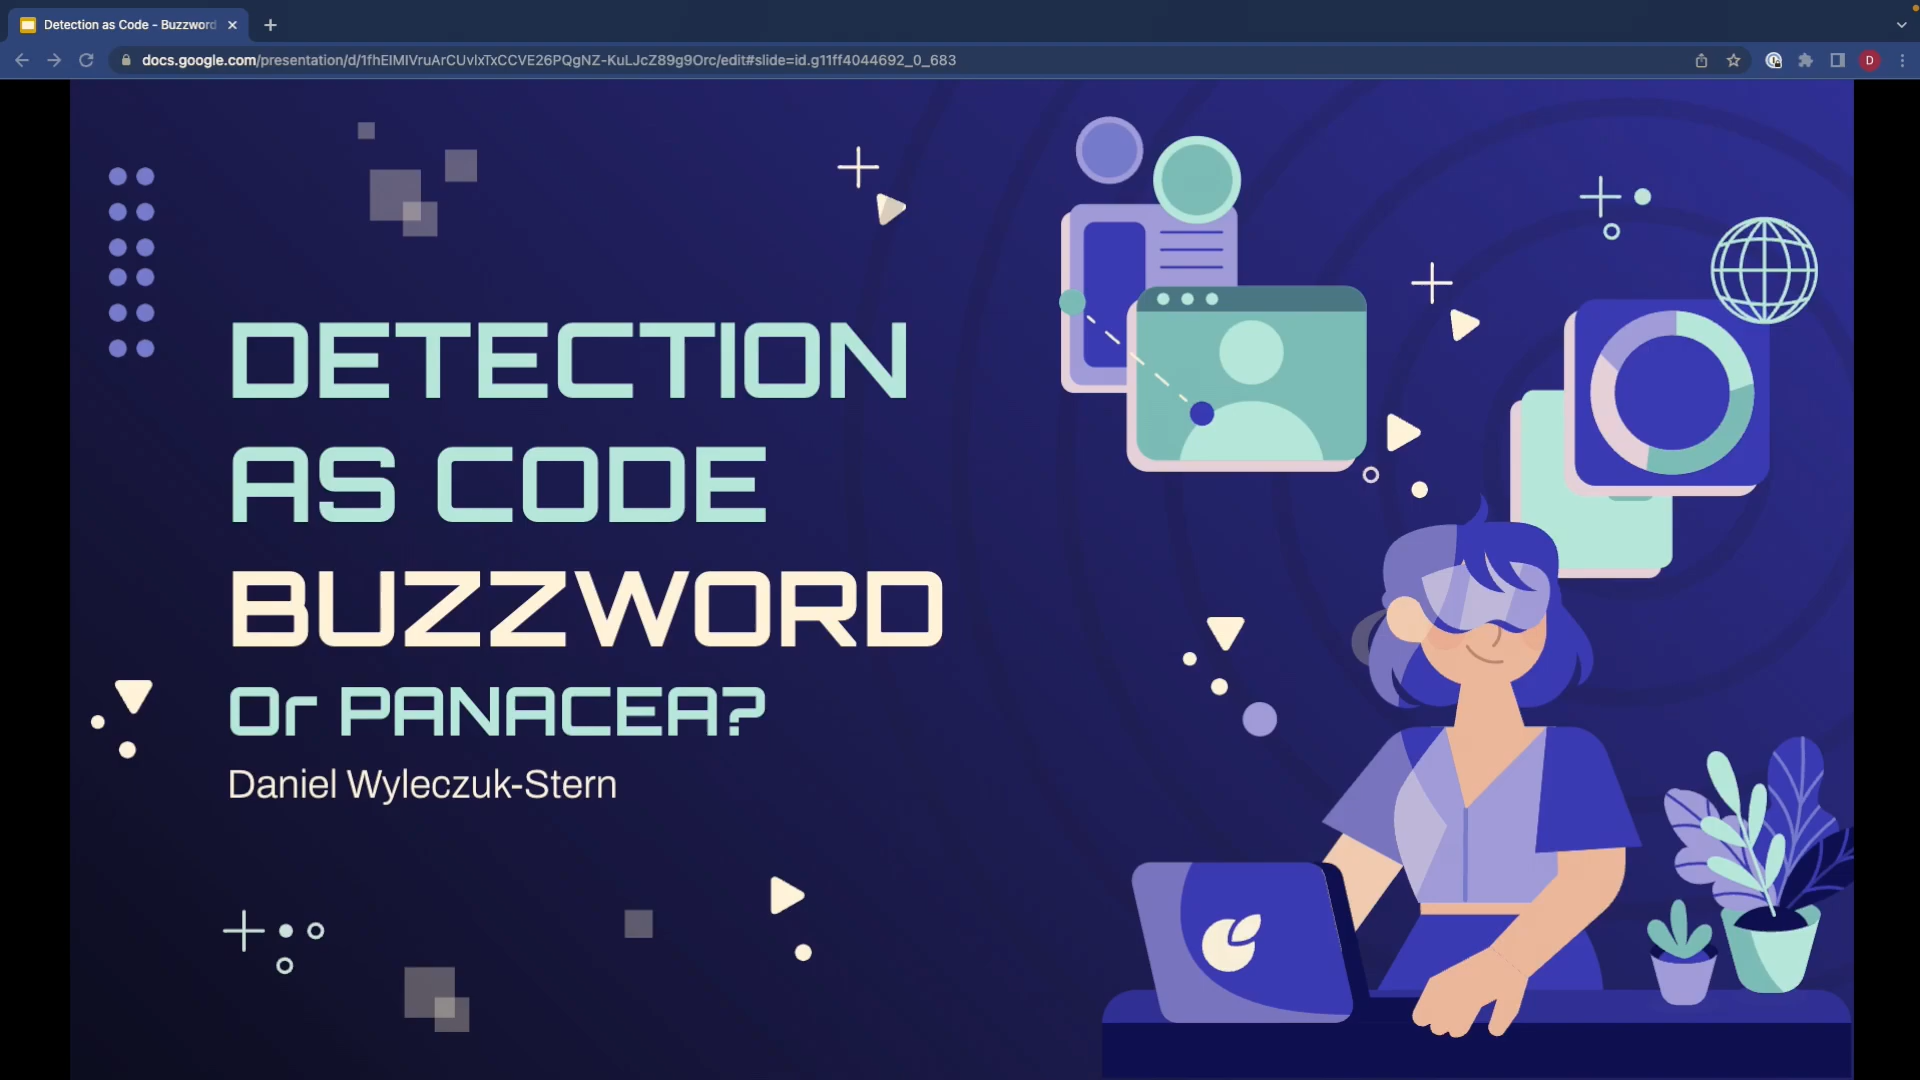 Detection as Code - Buzzword
docs.google.com/presentation/d/1fhEIMIVruArCUvlxTxCCVE26PQgNZ-KuLJcZ89g9Orc/edit#slide=id.g11ff4044692_0_683
D
DETECTION
AS CODE
BUZZWORD
Or PANACEA?
Daniel Wyleczuk-Stern